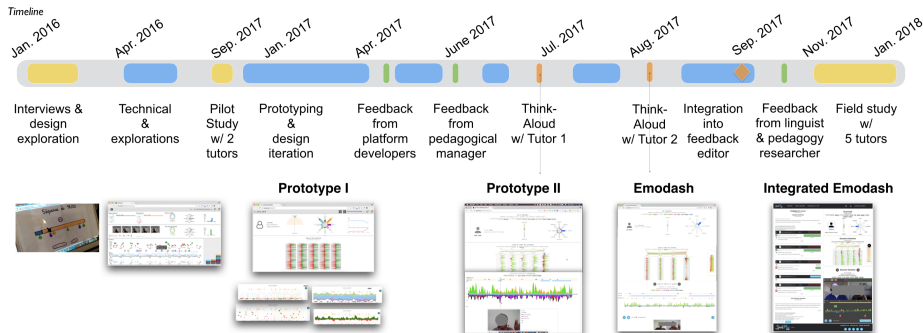 Timeline
Jan. 2016
Apr. 2016
Sep. 2017
Jan. 2017
Apr. 2017
June 2017
Jul. 2017
Aug. 2017
Sep. 2017
Nov. 2017
Jan. 2018
Interviews &
design
exploration
Technical
&
explorations
Pilot
Study
w/ 2
tutors
Prototyping
&
design
iteration
Feedback
from
platform
developers
Feedback
from
pedagogical
manager
Think-
Aloud
w/ Tutor 1
Think-
Aloud
w/ Tutor 2
Integration
into
feedback
editor
Feedback
from linguist
& pedagogy
researcher
Field study
w/
5 tutors
Prototype I
Prototype II
Emodash
Integrated Emodash